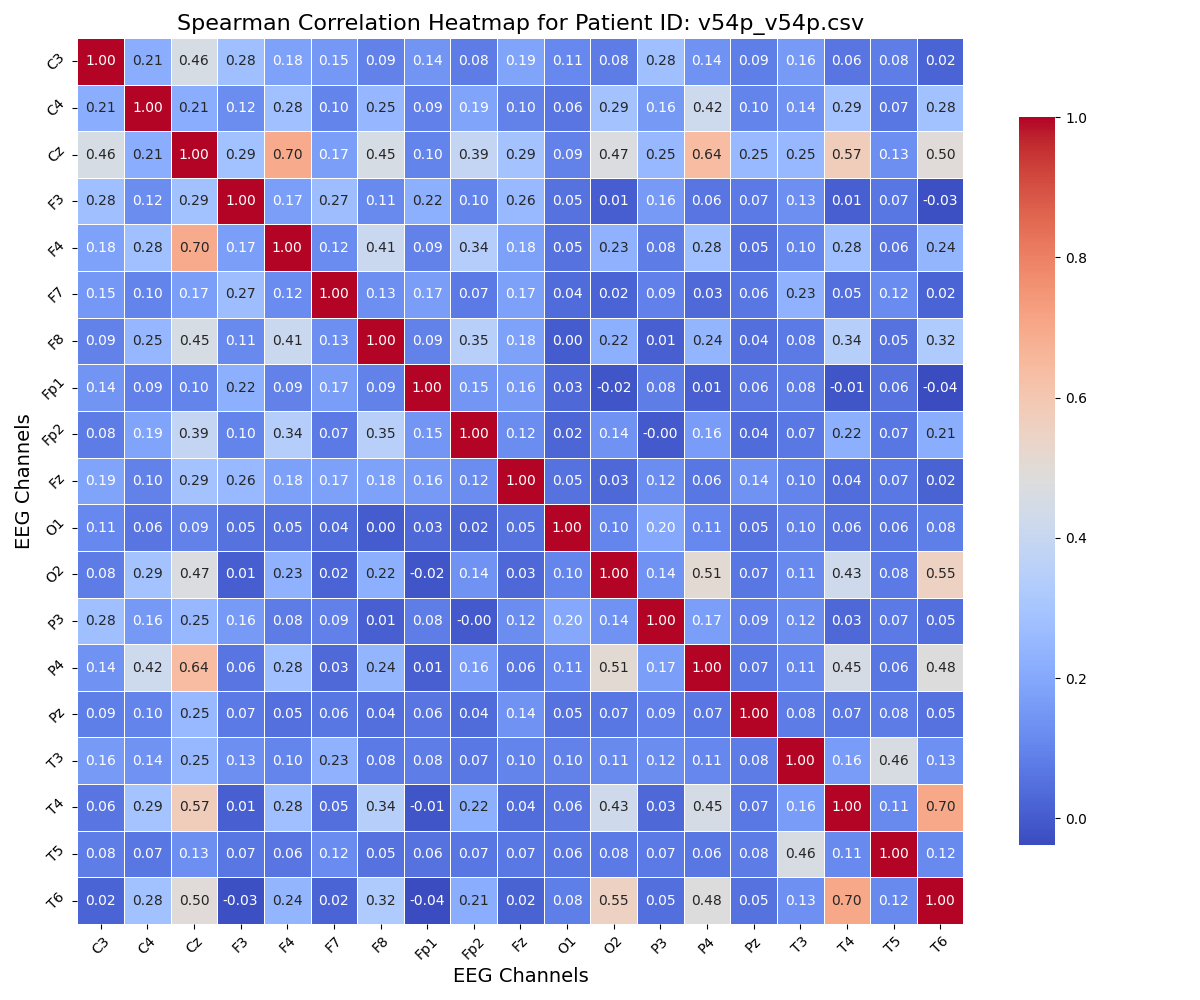 Spearman Correlation Heatmap for Patient ID: v54p_v54p.csv
C3 1.00 0.21 0.46 0.28 0.18 0.15 0.09 0.14 0.08 0.19 0.11 0.08 0.28 0.14 0.09 0.16 0.06 0.08 0.02
C4 0.21 1.00 0.21 0.12 0.28 0.10 0.25 0.09 0.19 0.10 0.06 0.29 0.16 0.42 0.10 0.14 0.29 0.07 0.28
Cz 0.46 0.21 1.00 0.29 0.70 0.17 0.45 0.10 0.39 0.29 0.09 0.47 0.25 0.64 0.25 0.25 0.57 0.13 0.50
F3 0.28 0.12 0.29 1.00 0.17 0.27 0.11 0.22 0.10 0.26 0.05 0.01 0.16 0.06 0.07 0.13 0.01 0.07 -0.03
F4 0.18 0.28 0.70 0.17 1.00 0.12 0.41 0.09 0.34 0.18 0.05 0.23 0.08 0.28 0.05 0.10 0.28 0.06 0.24
F7 0.15 0.10 0.17 0.27 0.12 1.00 0.13 0.17 0.07 0.17 0.04 0.02 0.09 0.03 0.06 0.23 0.05 0.12 0.02
F8 0.09 0.25 0.45 0.11 0.41 0.13 1.00 0.09 0.35 0.18 0.00 0.22 0.01 0.24 0.04 0.08 0.34 0.05 0.32
Fp1 0.14 0.09 0.10 0.22 0.09 0.17 0.09 1.00 0.15 0.16 0.03 -0.02 0.08 0.01 0.06 0.08 -0.01 0.06 -0.04
Fp2 0.08 0.19 0.39 0.10 0.34 0.07 0.35 0.15 1.00 0.12 0.02 0.14 -0.00 0.16 0.04 0.07 0.22 0.07 0.21
Fz 0.19 0.10 0.29 0.26 0.18 0.17 0.18 0.16 0.12 1.00 0.05 0.03 0.12 0.06 0.14 0.10 0.04 0.07 0.02
O1 0.11 0.06 0.09 0.05 0.05 0.04 0.00 0.03 0.02 0.05 1.00 0.10 0.20 0.11 0.05 0.10 0.06 0.06 0.08
O2 0.08 0.29 0.47 0.01 0.23 0.02 0.22 -0.02 0.14 0.03 0.10 1.00 0.14 0.51 0.07 0.11 0.43 0.08 0.55
P3 0.28 0.16 0.25 0.16 0.08 0.09 0.01 0.08 -0.00 0.12 0.20 0.14 1.00 0.17 0.09 0.12 0.03 0.07 0.05
P4 0.14 0.42 0.64 0.06 0.28 0.03 0.24 0.01 0.16 0.06 0.11 0.51 0.17 1.00 0.07 0.11 0.45 0.06 0.48
Pz 0.09 0.10 0.25 0.07 0.05 0.06 0.04 0.06 0.04 0.14 0.05 0.07 0.09 0.07 1.00 0.08 0.07 0.08 0.05
T3 0.16 0.14 0.25 0.13 0.10 0.23 0.08 0.08 0.07 0.10 0.10 0.11 0.12 0.11 0.08 1.00 0.16 0.46 0.13
T4 0.06 0.29 0.57 0.01 0.28 0.05 0.34 -0.01 0.22 0.04 0.06 0.43 0.03 0.45 0.07 0.16 1.00 0.11 0.70
T5 0.08 0.07 0.13 0.07 0.06 0.12 0.05 0.06 0.07 0.07 0.06 0.08 0.07 0.06 0.08 0.46 0.11 1.00 0.12
T6 0.02 0.28 0.50 -0.03 0.24 0.02 0.32 -0.04 0.21 0.02 0.08 0.55 0.05 0.48 0.05 0.13 0.70 0.12 1.00
C3 C4 Cz F3 F4 F7 F8 Fp1 Fp2 Fz O1 O2 P3 P4 Pz T3 T4 T5 T6
EEG Channels
EEG Channels
1.0
0.8
0.6
0.4
0.2
0.0